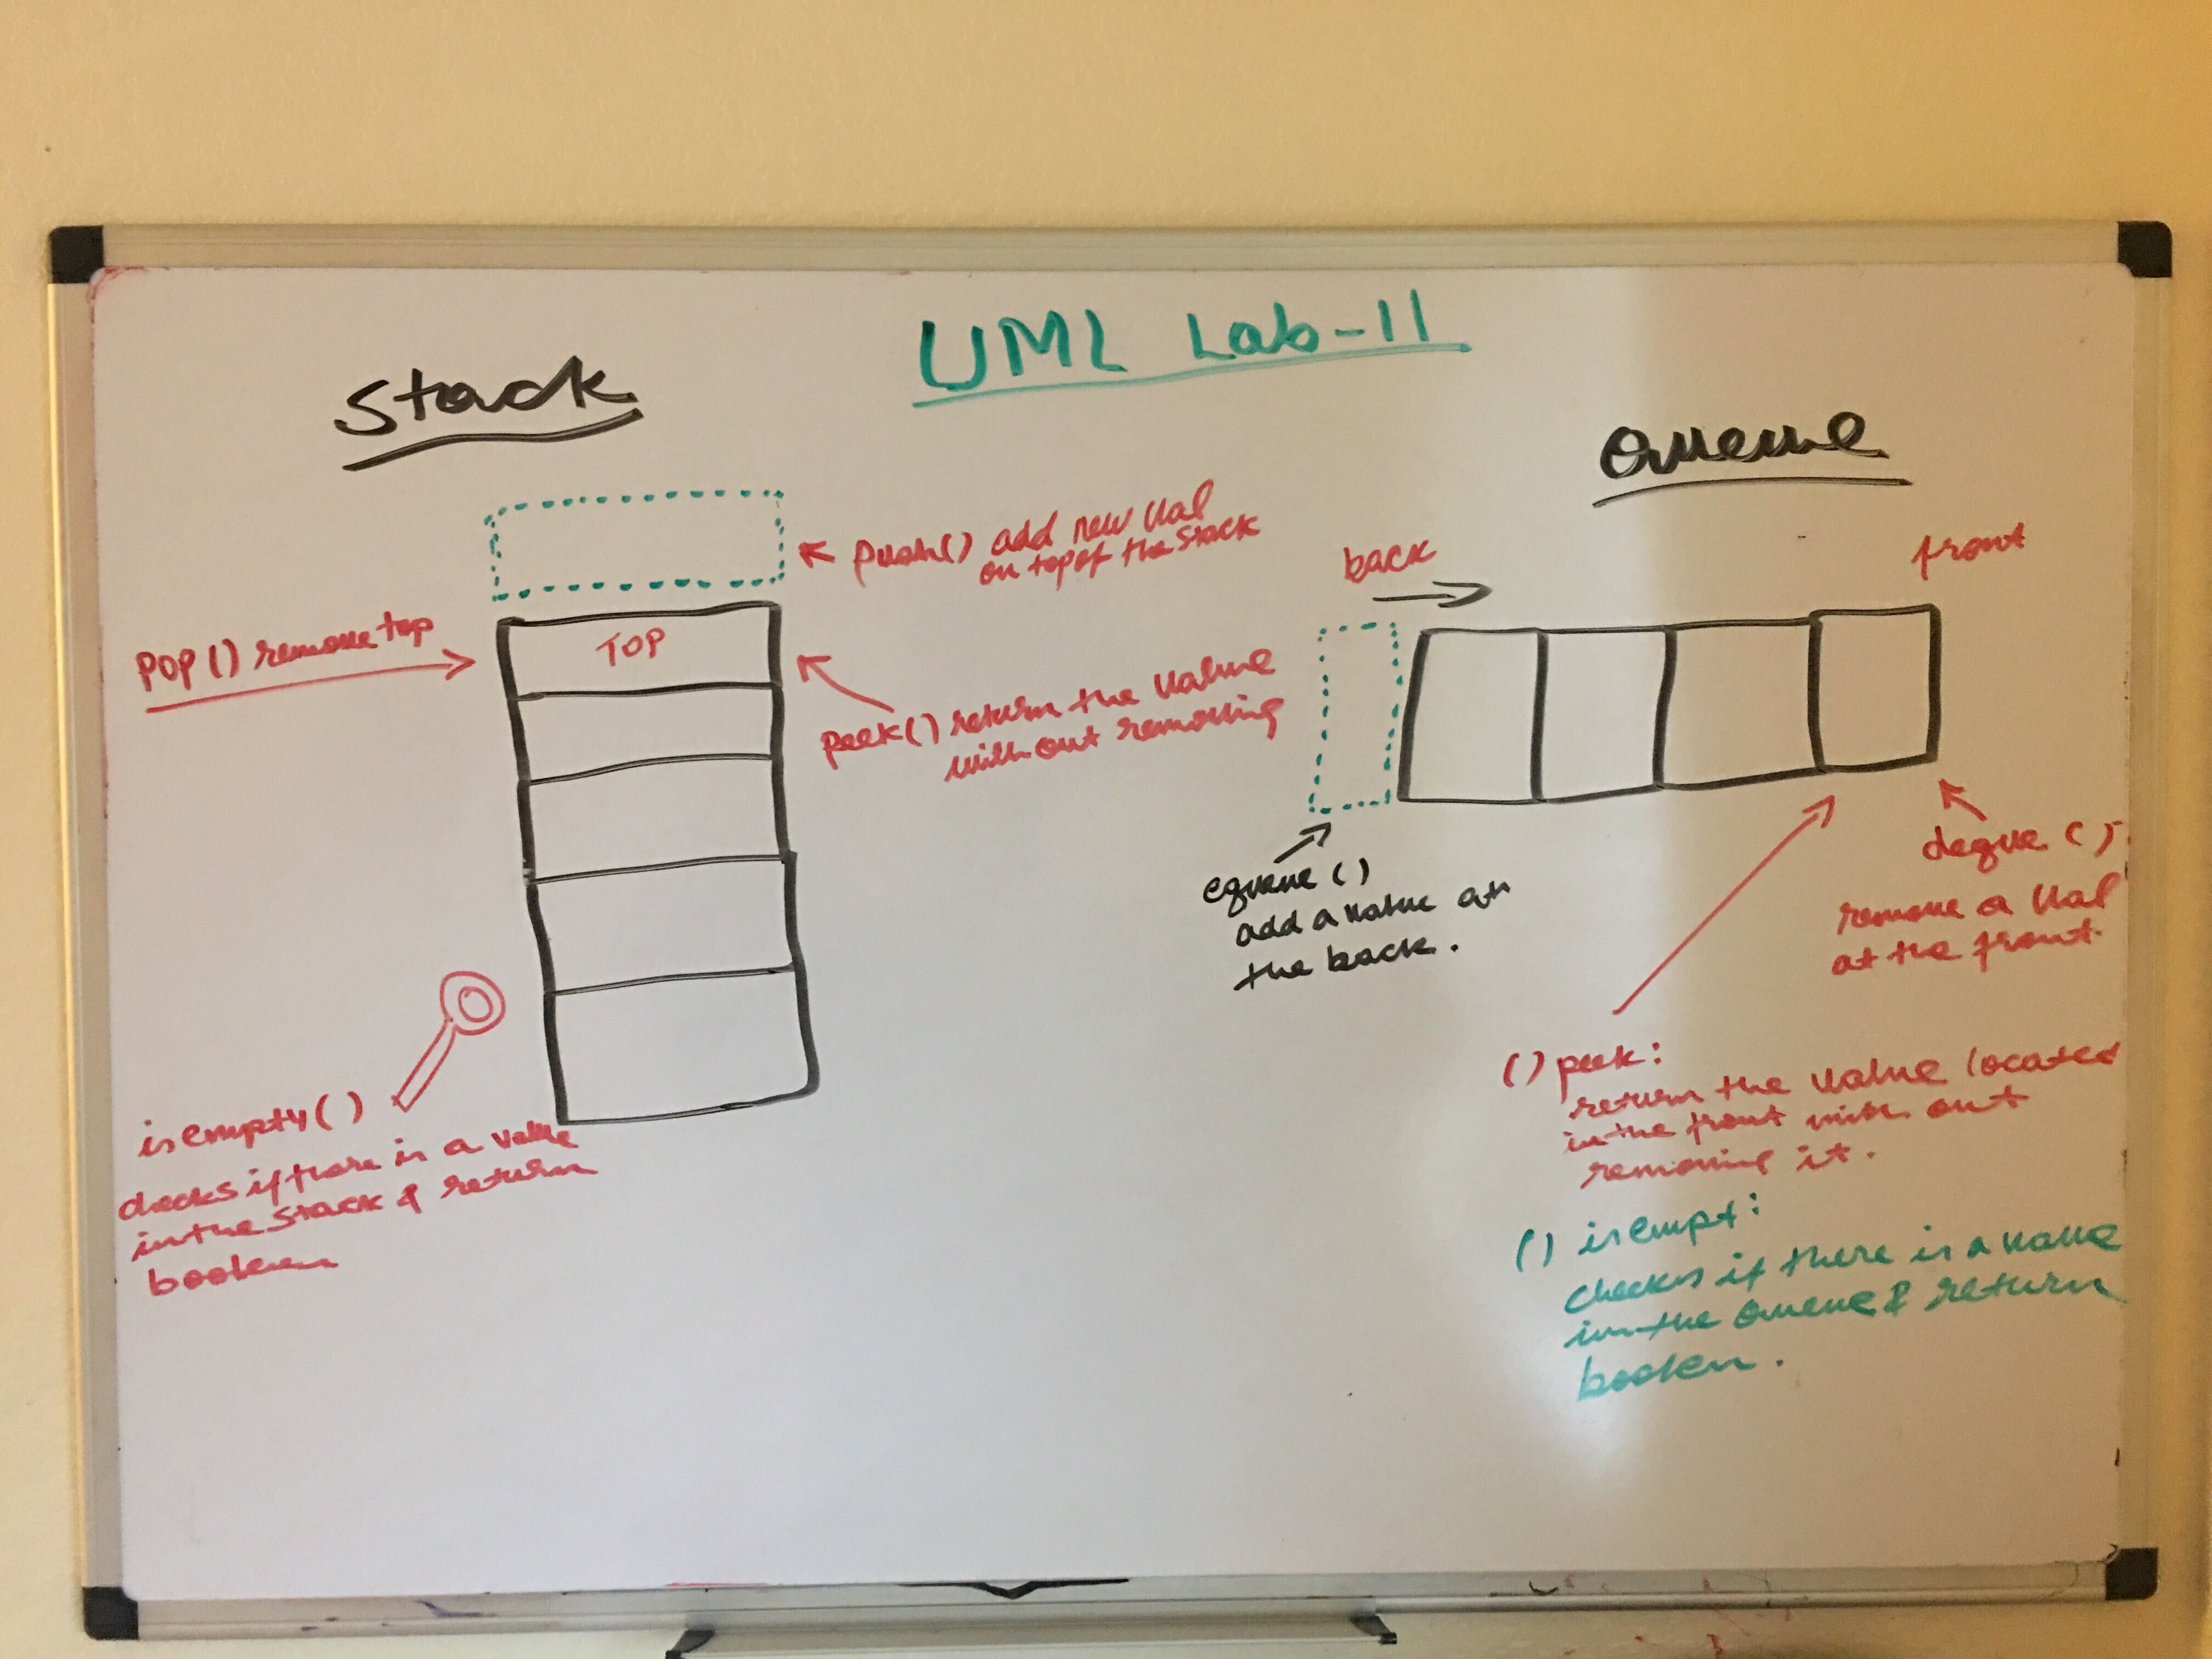 UML Lab-11
Stack
push() add new val
on top of the stack
POP() remove top
TOP
peek() return the value
with out removing
isempty()
checks if there is a value
in the stack & return
boolean
Queue
back
front
equeue()
add a value at
the back.
deque()
remove a val
at the front.
() peek:
return the value located
in the front with out
removing it.
() isempt:
checks if there is a value
in the Queue & return
boolen.